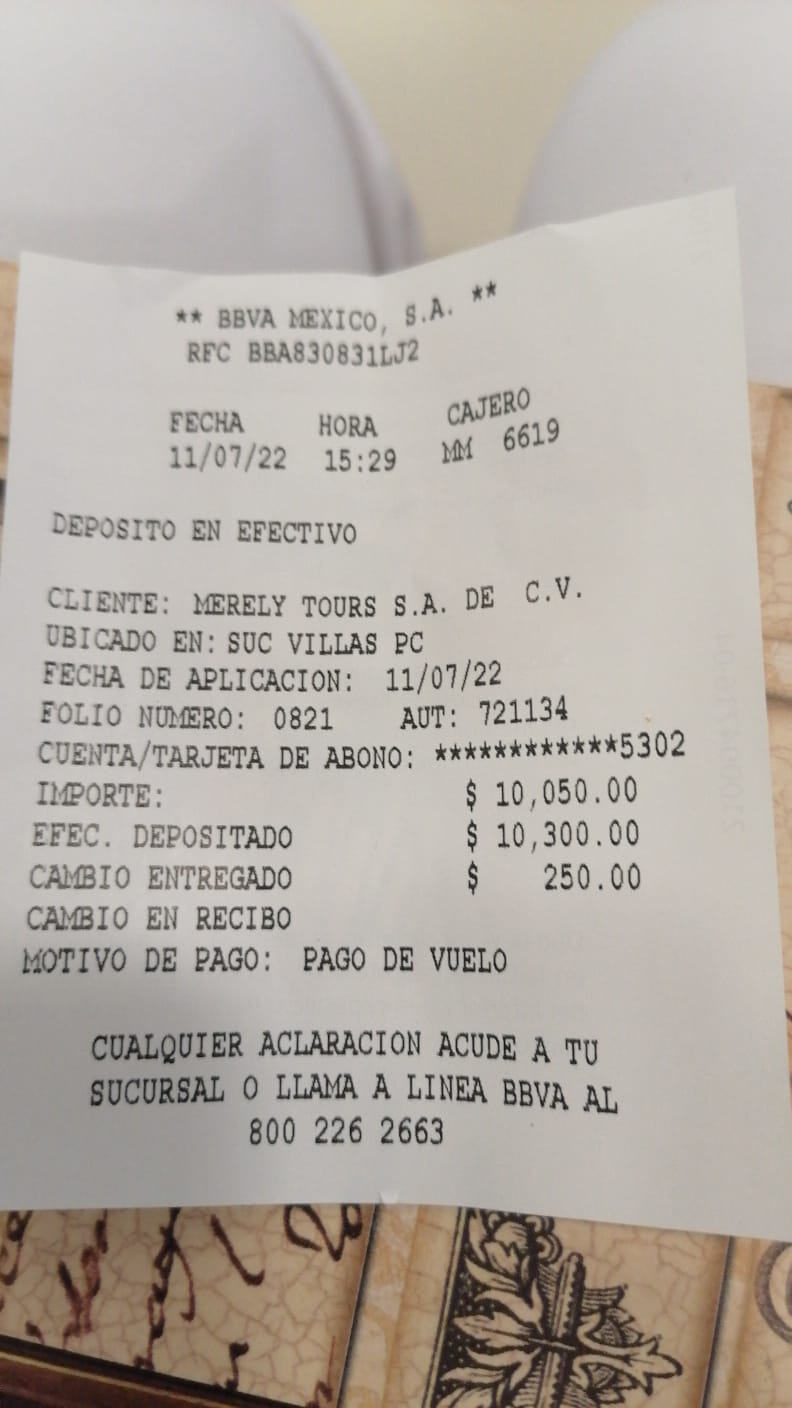 ** BBVA MEXICO, S.A. **
RFC BBA830831LJ2
FECHA HORA CAJERO
11/07/22 15:29 MM 6619
DEPOSITO EN EFECTIVO
CLIENTE: MERELY TOURS S.A. DE C.V.
UBICADO EN: SUC VILLAS PC
FECHA DE APLICACION: 11/07/22
FOLIO NUMERO: 0821 AUT: 721134
CUENTA/TARJETA DE ABONO: ************5302
IMPORTE: $ 10,050.00
EFEC. DEPOSITADO $ 10,300.00
CAMBIO ENTREGADO $ 250.00
CAMBIO EN RECIBO
MOTIVO DE PAGO: PAGO DE VUELO
CUALQUIER ACLARACION ACUDE A TU
SUCURSAL O LLAMA A LINEA BBVA AL
800 226 2663